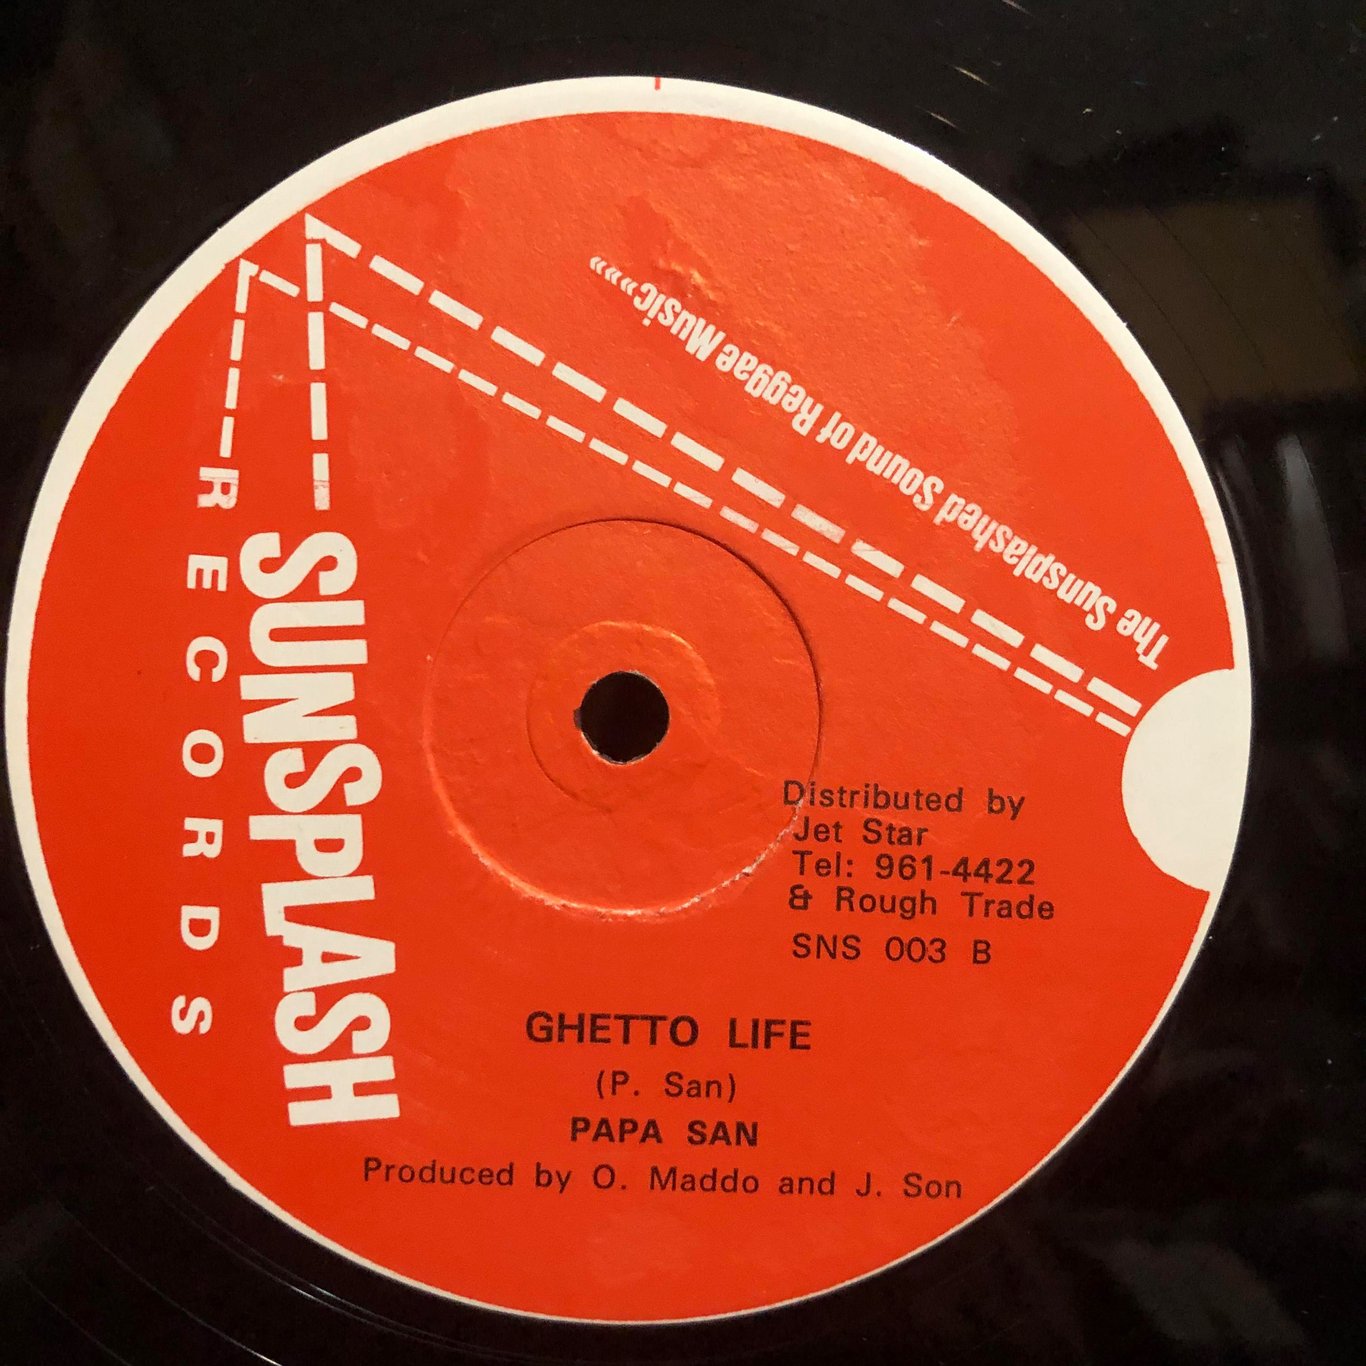 The Sunsplashed Sound of Reggae Music»»»
SUNSPLASH
RECORDS
Distributed by
Jet Star
Tel: 961-4422
& Rough Trade
SNS 003 B
GHETTO LIFE
(P. San)
PAPA SAN
Produced by O. Maddo and J. Son